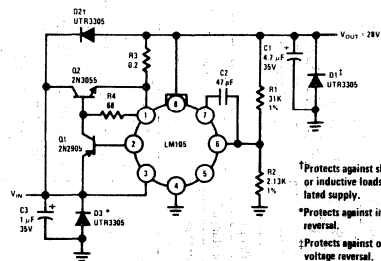 D2†
UTR3305
VOUT = 28V
Q2
2N3055
R3
0.2
C1
4.7 µF
35V
D1‡
UTR3305
R4
68
C2
47 pF
R1
31K
1%
Q1
2N2905
1
8
7
2
LM105
6
3
4
5
R2
2.13K
1%
VIN
C3
1 µF
35V
D3 *
UTR3305
†Protects against
or inductive loads
lated supply.
*Protects against
reversal.
‡Protects against
voltage reversal.